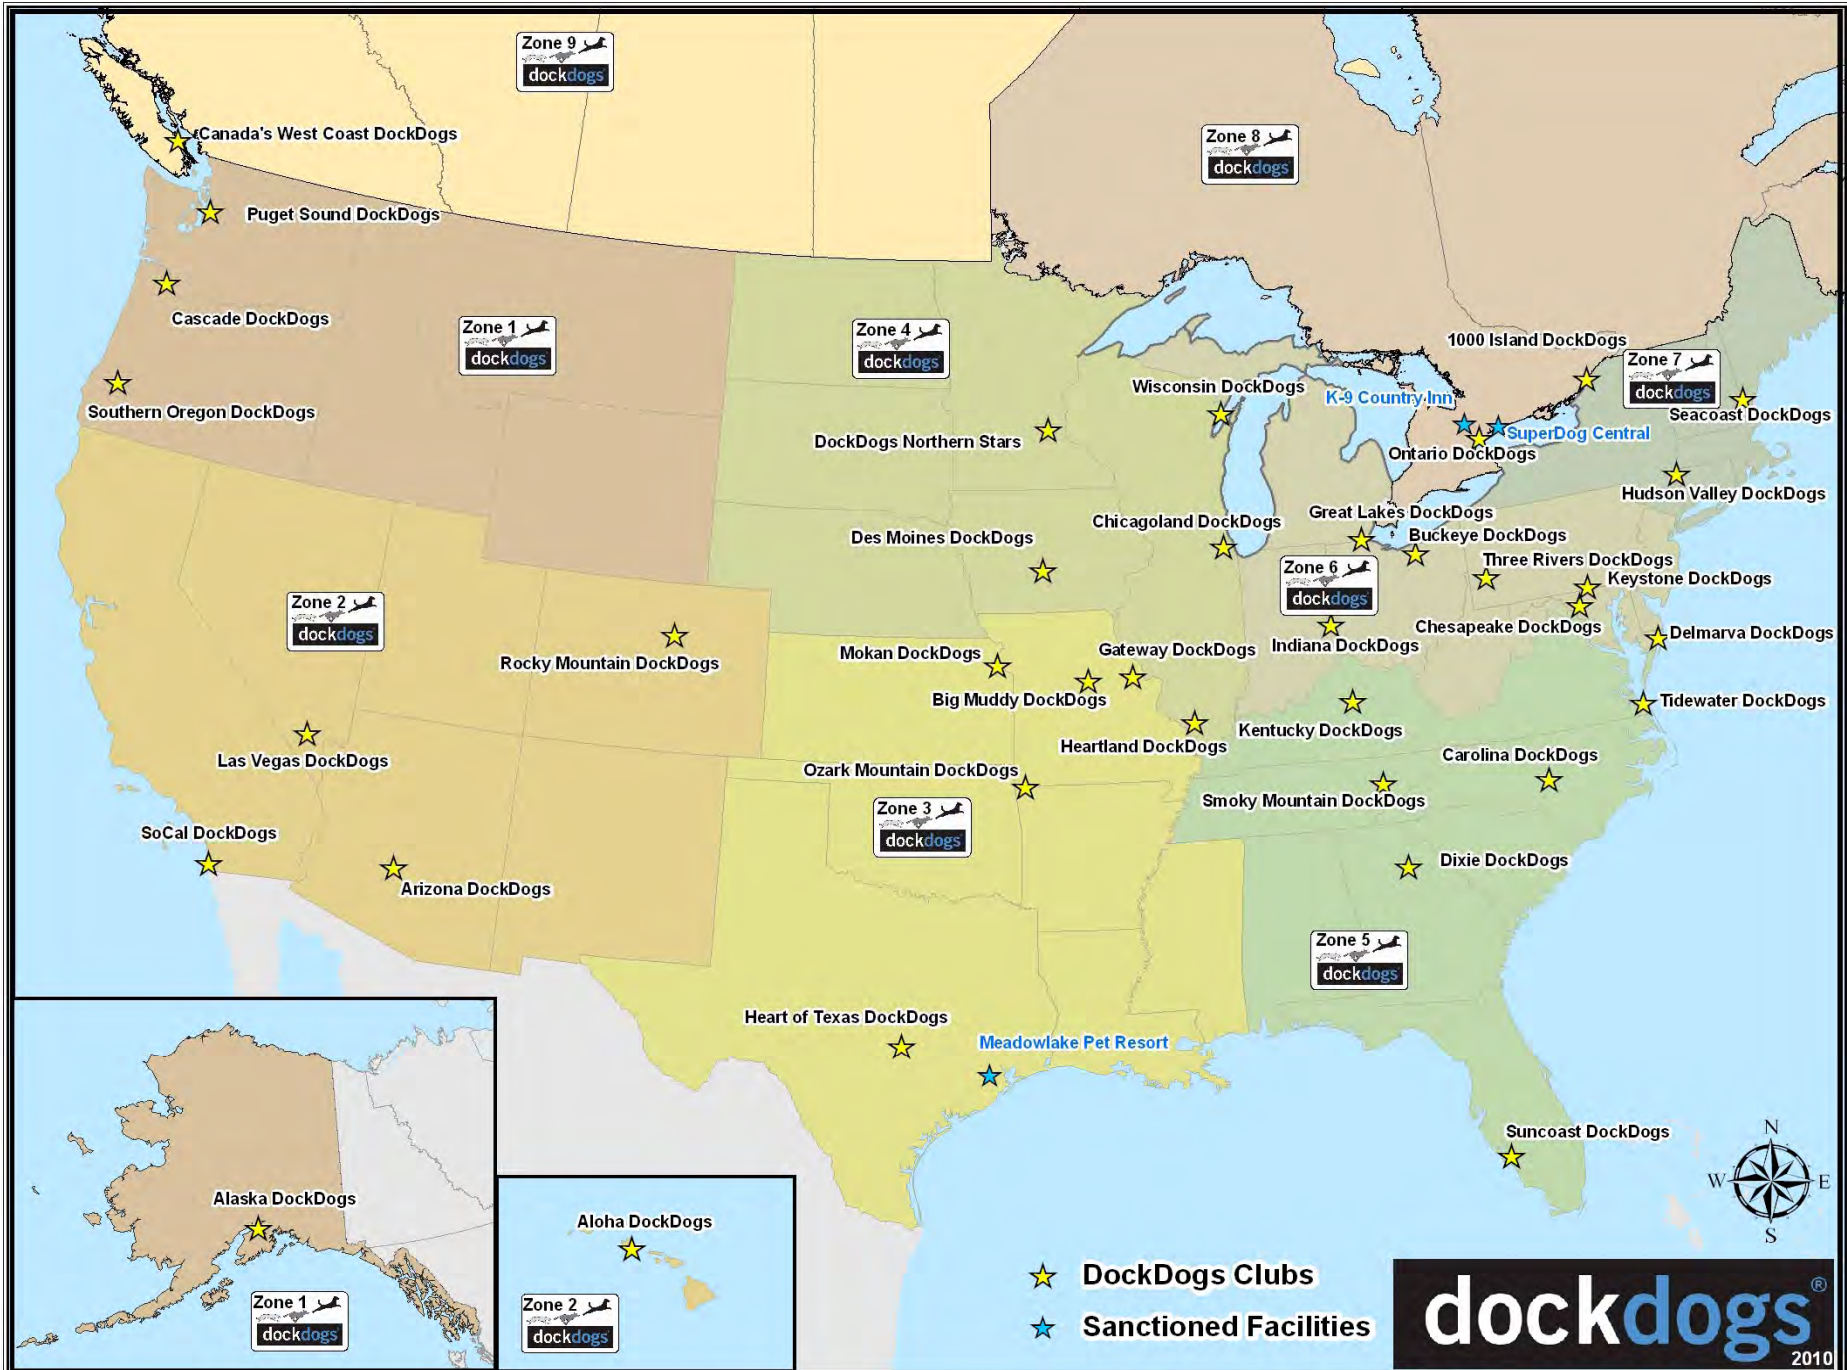 Zone 9
dockdogs
Zone 8
dockdogs
Canada's West Coast DockDogs
Puget Sound DockDogs
Cascade DockDogs
Zone 1
dockdogs
Zone 4
dockdogs
1000 Island DockDogs
Zone 7
dockdogs
Wisconsin DockDogs
K-9 Country Inn
Southern Oregon DockDogs
Seacoast DockDogs
DockDogs Northern Stars
SuperDog Central
Ontario DockDogs
Hudson Valley DockDogs
Great Lakes DockDogs
Chicagoland DockDogs
Buckeye DockDogs
Des Moines DockDogs
Three Rivers DockDogs
Zone 6
dockdogs
Keystone DockDogs
Zone 2
dockdogs
Chesapeake DockDogs
Delmarva DockDogs
Indiana DockDogs
Mokan DockDogs
Gateway DockDogs
Rocky Mountain DockDogs
Big Muddy DockDogs
Tidewater DockDogs
Kentucky DockDogs
Heartland DockDogs
Las Vegas DockDogs
Carolina DockDogs
Ozark Mountain DockDogs
Zone 3
dockdogs
Smoky Mountain DockDogs
SoCal DockDogs
Dixie DockDogs
Arizona DockDogs
Zone 5
dockdogs
Heart of Texas DockDogs
Meadowlake Pet Resort
Suncoast DockDogs
N
W
E
S
Alaska DockDogs
Zone 1
dockdogs
Aloha DockDogs
Zone 2
dockdogs
DockDogs Clubs
Sanctioned Facilities
dockdogs®
2010